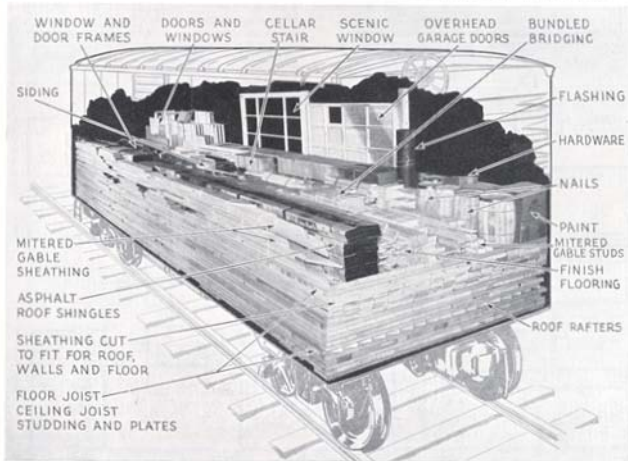 WINDOW AND
DOOR FRAMES
DOORS AND
WINDOWS
CELLAR
STAIR
SCENIC
WINDOW
OVERHEAD
GARAGE DOORS
BUNDLED
BRIDGING
SIDING
FLASHING
HARDWARE
NAILS
PAINT
MITERED
GABLE STUDS
FINISH
FLOORING
ROOF RAFTERS
MITERED
GABLE
SHEATHING
ASPHALT
ROOF SHINGLES
SHEATHING CUT
TO FIT FOR ROOF,
WALLS AND FLOOR
FLOOR JOIST
CEILING JOIST
STUDDING AND PLATES